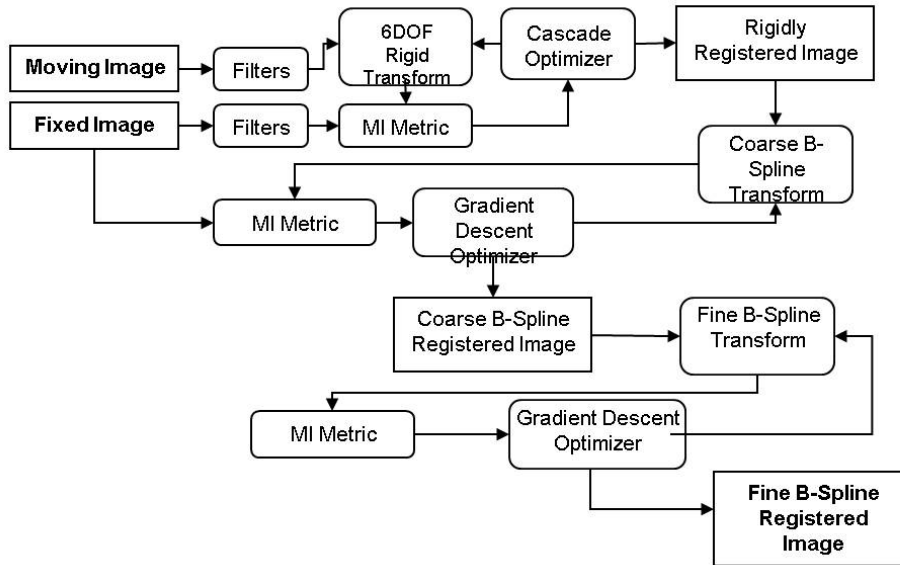 Moving Image
Filters
6DOF
Rigid
Transform
Cascade
Optimizer
Rigidly
Registered Image
Fixed Image
Filters
MI Metric
Coarse B-
Spline
Transform
MI Metric
Gradient
Descent
Optimizer
Coarse B-Spline
Registered Image
Fine B-Spline
Transform
MI Metric
Gradient Descent
Optimizer
Fine B-Spline
Registered
Image